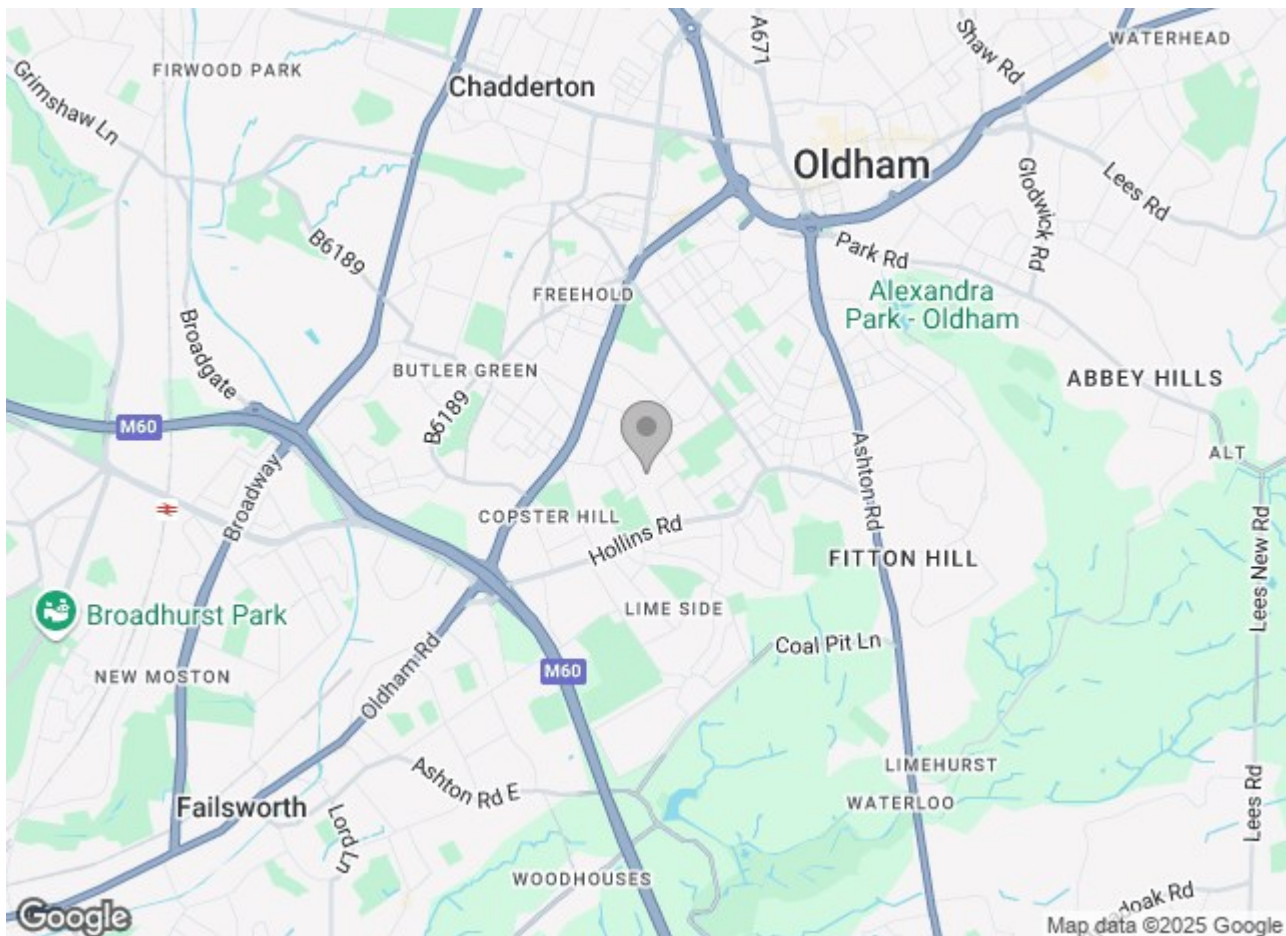 A671
Shaw Rd
WATERHEAD
FIRWOOD PARK
Chadderton
Grimshaw Ln
Oldham
Lees Rd
Glodwick Rd
B6189
Park Rd
FREEHOLD
Alexandra
Park - Oldham
Broadgate
BUTLER GREEN
ABBEY HILLS
B6189
M60
ALT
Ashton Rd
Broadway
COPSTER HILL
Hollins Rd
FITTON HILL
Lees New Rd
Broadhurst Park
LIME SIDE
Coal Pit Ln
NEW MOSTON
M60
Oldham Rd
LIMEHURST
Ashton Rd E
WATERLOO
Failsworth
Lord Ln
Lees Rd
WOODHOUSES
Google
Map data ©2025 Google